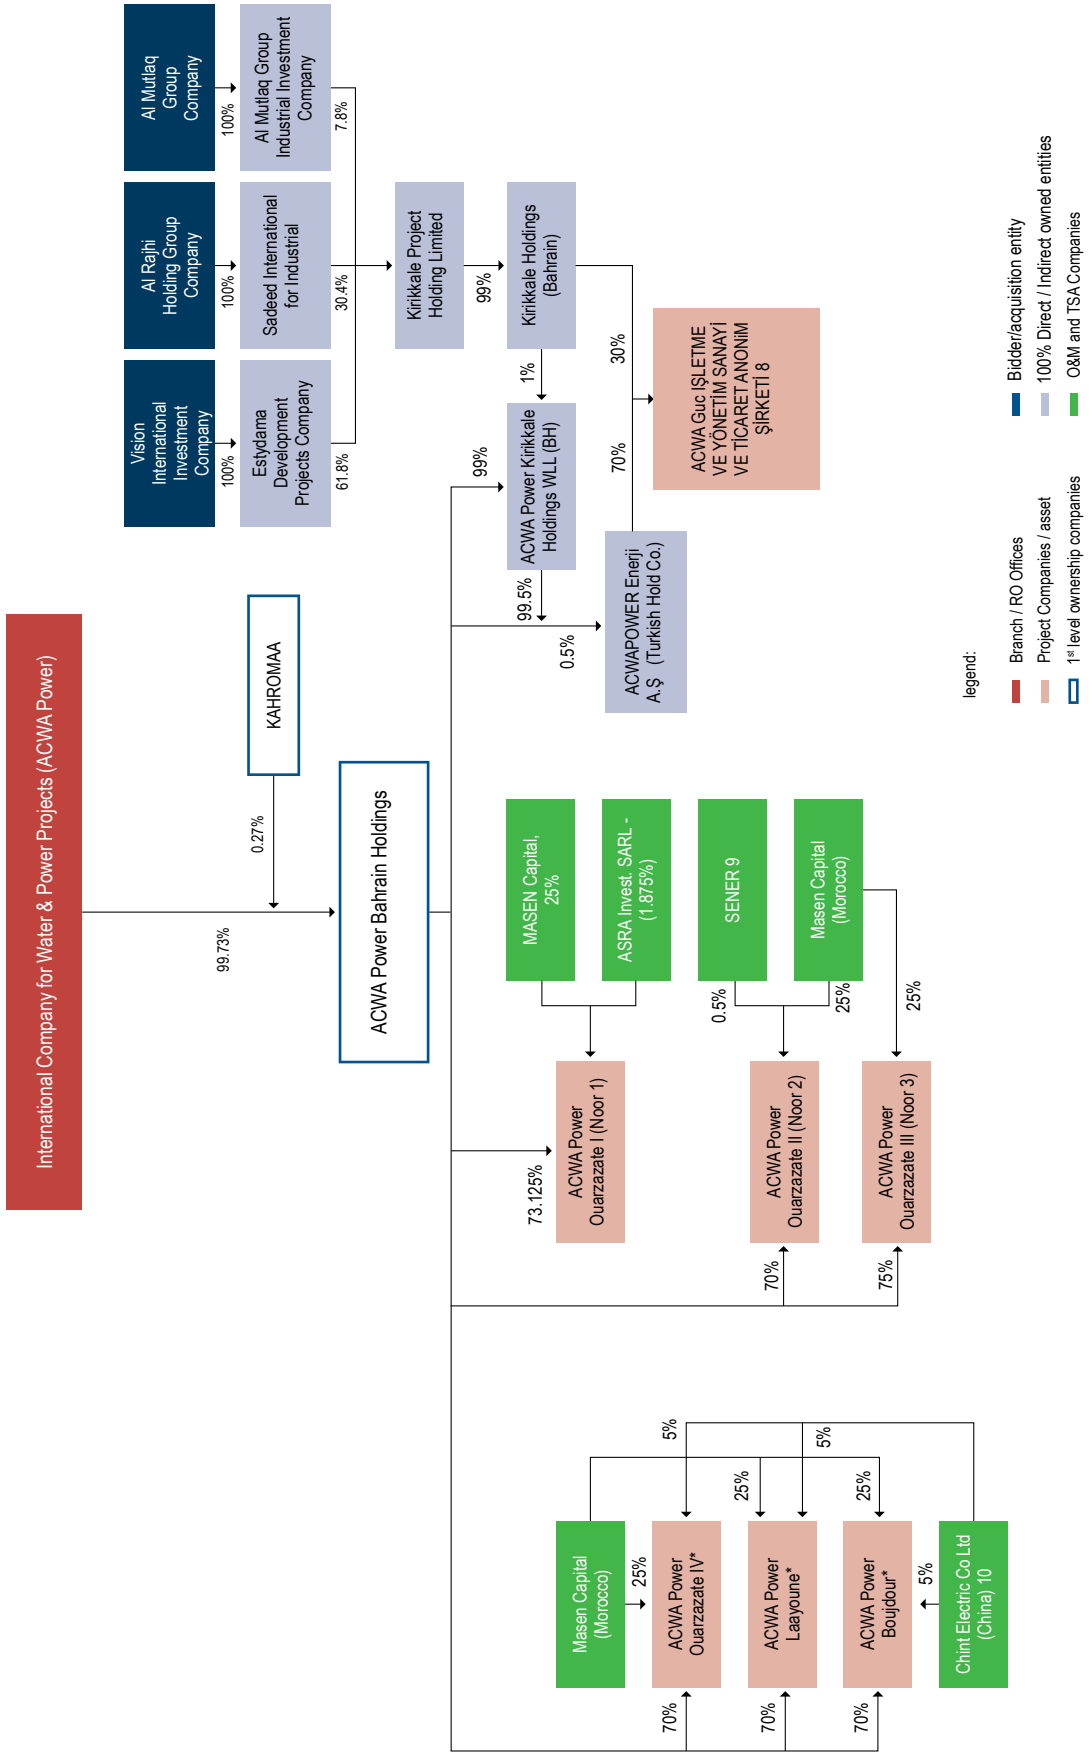 International Company for Water & Power Projects (ACWA Power)
99.73%
0.27%
KAHROMAA
ACWA Power Bahrain Holdings
Vision
International
Investment
Company
Al Rajhi
Holding Group
Company
Al Mutlaq
Group
Company
100%
100%
100%
Estydama
Development
Projects Company
Sadeed International
for Industrial
Al Mutlaq Group
Industrial Investment
Company
61.8%
30.4%
7.8%
Kirikkale Project
Holding Limited
99%
Kirikkale Holdings
(Bahrain)
1%
99%
ACWA Power Kirikkale
Holdings WLL (BH)
99.5%
0.5%
ACWAPOWER Enerji
A.Ş (Turkish Hold Co.)
70%
30%
ACWA Guc IŞLETME
VE YÖNETİM SANAYİ
VE TİCARET ANONİM
ŞİRKETİ 8
73.125%
ACWA Power
Ouarzazate I (Noor 1)
MASEN Capital,
25%
ASRA Invest. SARL -
(1.875%)
70%
ACWA Power
Ouarzazate II (Noor 2)
0.5%
SENER 9
25%
Masen Capital
(Morocco)
75%
ACWA Power
Ouarzazate III (Noor 3)
25%
Masen Capital
(Morocco)
25%
5%
70%
ACWA Power
Ouarzazate IV*
25%
5%
70%
ACWA Power
Laayoune*
25%
70%
ACWA Power
Boujdour*
5%
Chint Electric Co Ltd
(China) 10
legend:
Branch / RO Offices
Bidder/acquisition entity
Project Companies / asset
100% Direct / Indirect owned entities
1st level ownership companies
O&M and TSA Companies